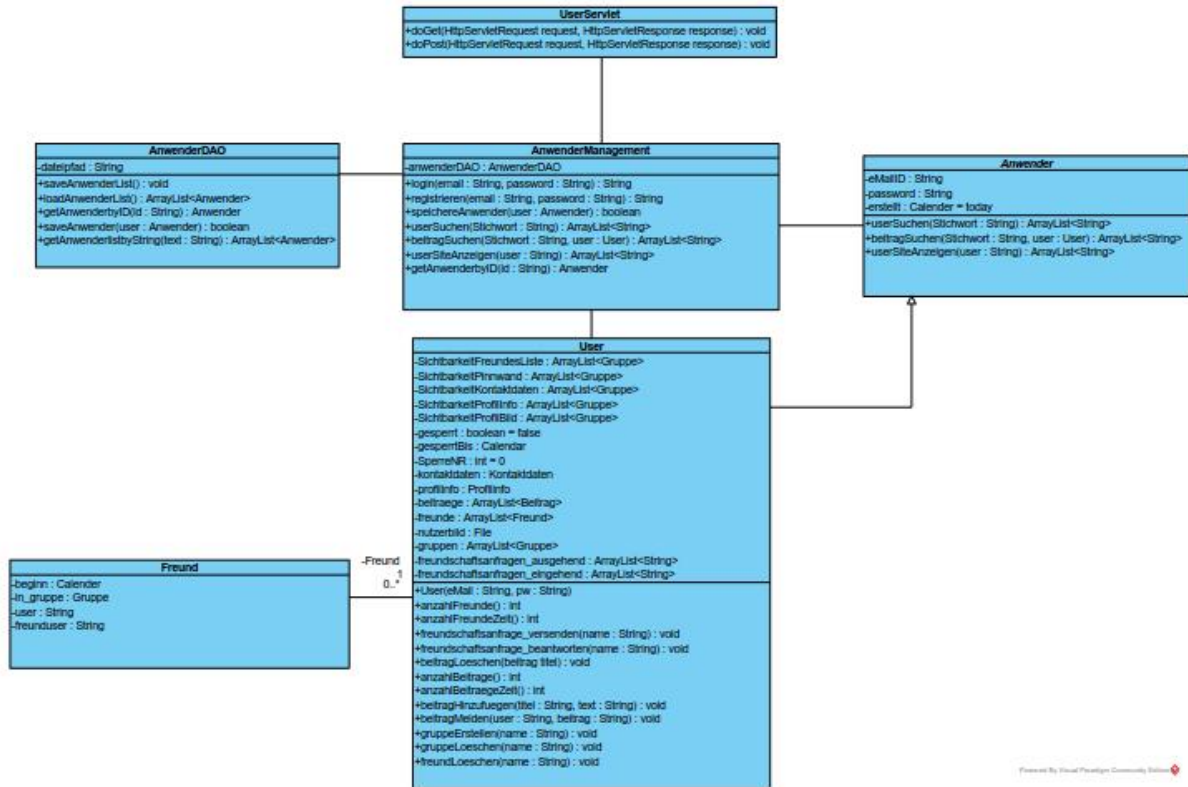 UserServlet
+doGet(HttpServletRequest request, HttpServletResponse response) : void
+doPost(HttpServletRequest request, HttpServletResponse response) : void
AnwenderDAO
-dateipfad : String
+saveAnwenderList() : void
+loadAnwenderList() : ArrayList<Anwender>
+getAnwenderbyID(id : String) : Anwender
+saveAnwender(user : Anwender) : boolean
+getAnwenderlistbyString(text : String) : ArrayList<Anwender>
AnwenderManagement
-anwenderDAO : AnwenderDAO
+login(email : String, password : String) : String
+registrieren(email : String, password : String) : String
+speichereAnwender(user : Anwender) : boolean
+userSuchen(Stichwort : String) : ArrayList<String>
+beitragSuchen(Stichwort : String, user : User) : ArrayList<String>
+userSiteAnzeigen(user : String) : ArrayList<String>
+getAnwenderbyID(id : String) : Anwender
Anwender
-eMailID : String
-password : String
-erstellt : Calender = today
+userSuchen(Stichwort : String) : ArrayList<String>
+beitragSuchen(Stichwort : String, user : User) : ArrayList<String>
+userSiteAnzeigen(user : String) : ArrayList<String>
User
-SichtbarkeitFreundesListe : ArrayList<Gruppe>
-SichtbarkeitPinnwand : ArrayList<Gruppe>
-SichtbarkeitKontaktdaten : ArrayList<Gruppe>
-SichtbarkeitProfilInfo : ArrayList<Gruppe>
-SichtbarkeitProfilBild : ArrayList<Gruppe>
-gesperrt : boolean = false
-gesperrtBis : Calendar
-SperreNR : int = 0
-kontaktdaten : Kontaktdaten
-profilinfo : ProfilInfo
-beitraege : ArrayList<Beitrag>
-freunde : ArrayList<Freund>
-nutzerbild : File
-gruppen : ArrayList<Gruppe>
-freundschaftsanfragen_ausgehend : ArrayList<String>
-freundschaftsanfragen_eingehend : ArrayList<String>
+User(eMail : String, pw : String)
+anzahlFreunde() : int
+anzahlFreundeZeit() : int
+freundschaftsanfrage_versenden(name : String) : void
+freundschaftsanfrage_beantworten(name : String) : void
+beitragLoeschen(beitrag titel) : void
+anzahlBeitrage() : int
+anzahlBeitraegeZeit() : int
+beitragHinzufuegen(titel : String, text : String) : void
+beitragMelden(user : String, beitrag : String) : void
+gruppeErstellen(name : String) : void
+gruppeLoeschen(name : String) : void
+freundLoeschen(name : String) : void
-Freund
1
0..*
Freund
-beginn : Calender
-in_gruppe : Gruppe
-user : String
-freunduser : String
Powered By Visual Paradigm Community Edition